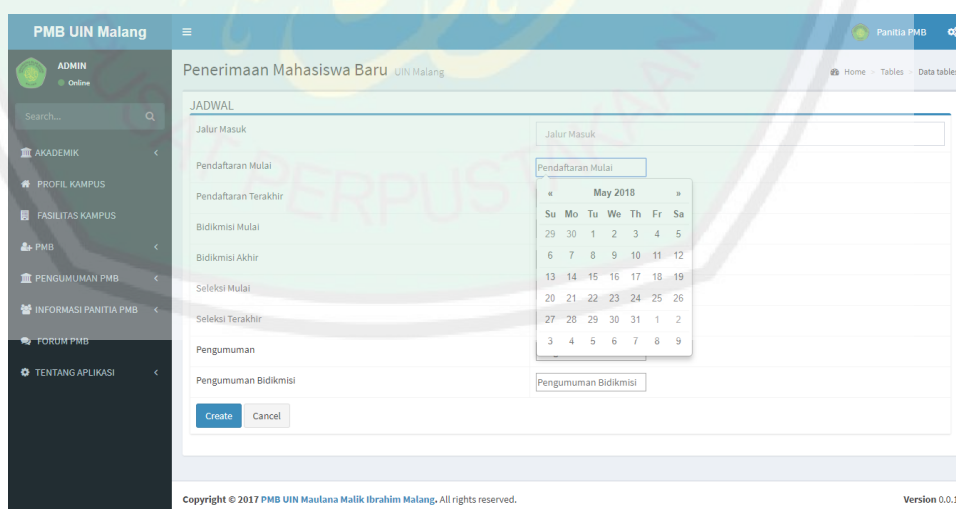 PMB UIN Malang
Panitia PMB
ADMIN
Online
Search...
AKADEMIK
PROFIL KAMPUS
FASILITAS KAMPUS
PMB
PENGUMUMAN PMB
INFORMASI PANITIA PMB
FORUM PMB
TENTANG APLIKASI
Penerimaan Mahasiswa Baru UIN Malang
Home > Tables > Data tables
JADWAL
Jalur Masuk Jalur Masuk
Pendaftaran Mulai Pendaftaran Mulai
Pendaftaran Terakhir
Bidikmisi Mulai
Bidikmisi Akhir
Seleksi Mulai
Seleksi Terakhir
Pengumuman
Pengumuman Bidikmisi Pengumuman Bidikmisi
« May 2018 »
Su Mo Tu We Th Fr Sa
29 30 1 2 3 4 5
6 7 8 9 10 11 12
13 14 15 16 17 18 19
20 21 22 23 24 25 26
27 28 29 30 31 1 2
3 4 5 6 7 8 9
Create Cancel
Copyright © 2017 PMB UIN Maulana Malik Ibrahim Malang. All rights reserved.
Version 0.0.1
PUSAT PERPUSTAKAAN